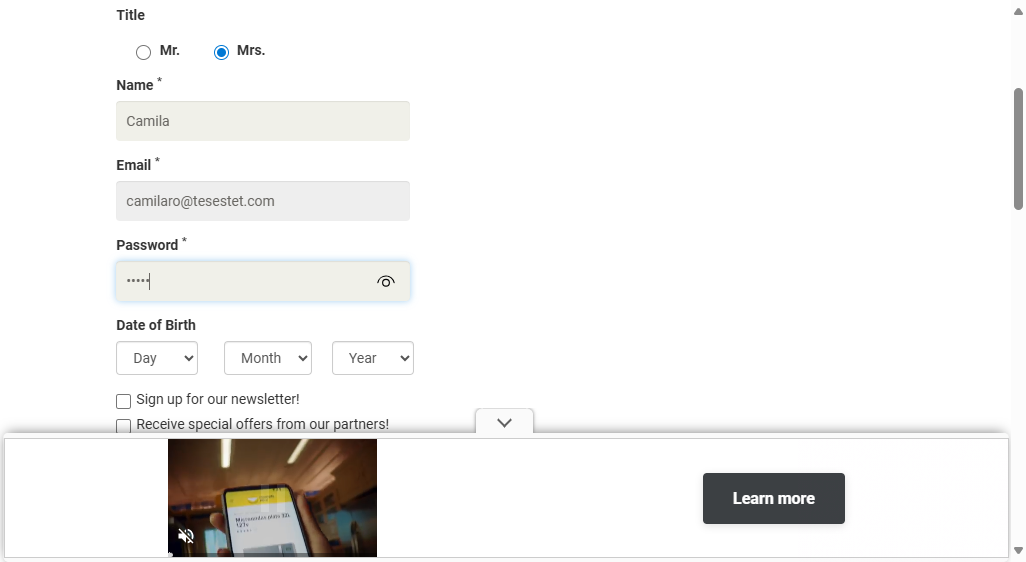 Title
Mr. Mrs.
Name *
Camila
Email *
camilaro@tesestet.com
Password *
•••••
Date of Birth
Day Month Year
Sign up for our newsletter!
Receive special offers from our partners!
Learn more